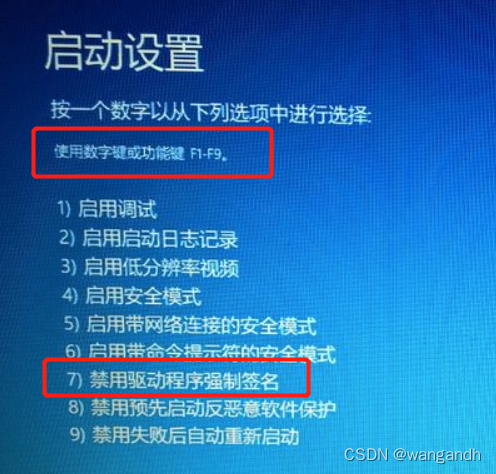 启动设置
按一个数字以从下列选项中进行选择:
使用数字键或功能键 F1-F9。
1) 启用调试
2) 启用启动日志记录
3) 启用低分辨率视频
4) 启用安全模式
5) 启用带网络连接的安全模式
6) 启用带命令提示符的安全模式
7) 禁用驱动程序强制签名
8) 禁用预先启动反恶意软件保护
9) 禁用失败后自动重新启动
CSDN @wangandh